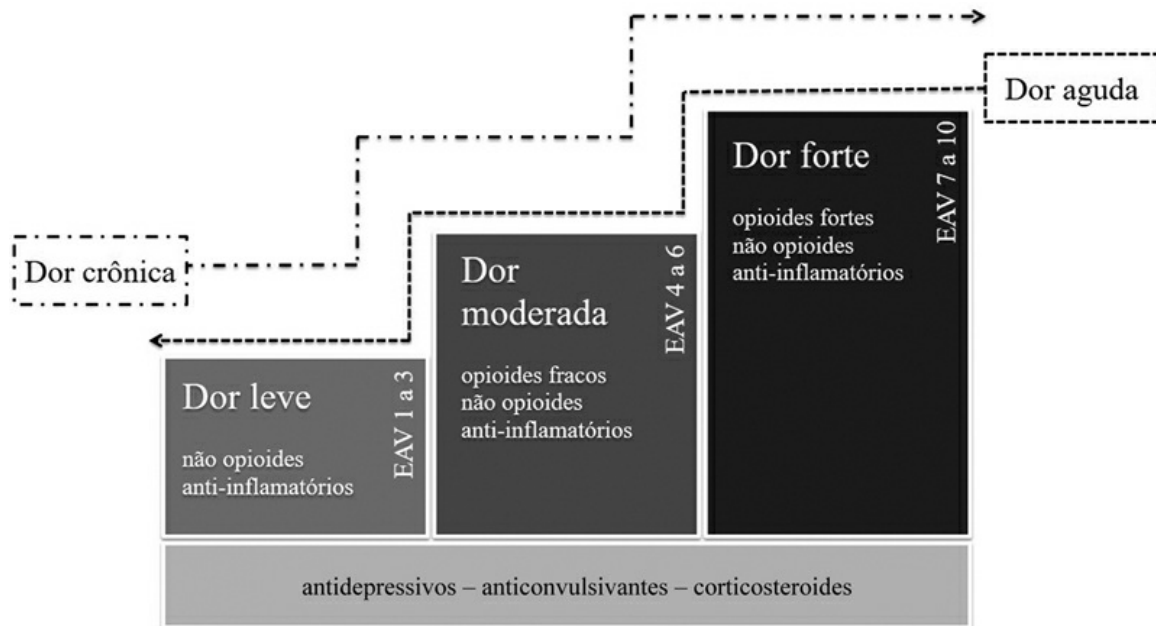 Dor aguda
Dor crônica
Dor leve
EAV 1 a 3
não opioides
anti-inflamatórios
Dor
moderada
EAV 4 a 6
opioides fracos
não opioides
anti-inflamatórios
Dor forte
EAV 7 a 10
opioides fortes
não opioides
anti-inflamatórios
antidepressivos – anticonvulsivantes – corticosteroides